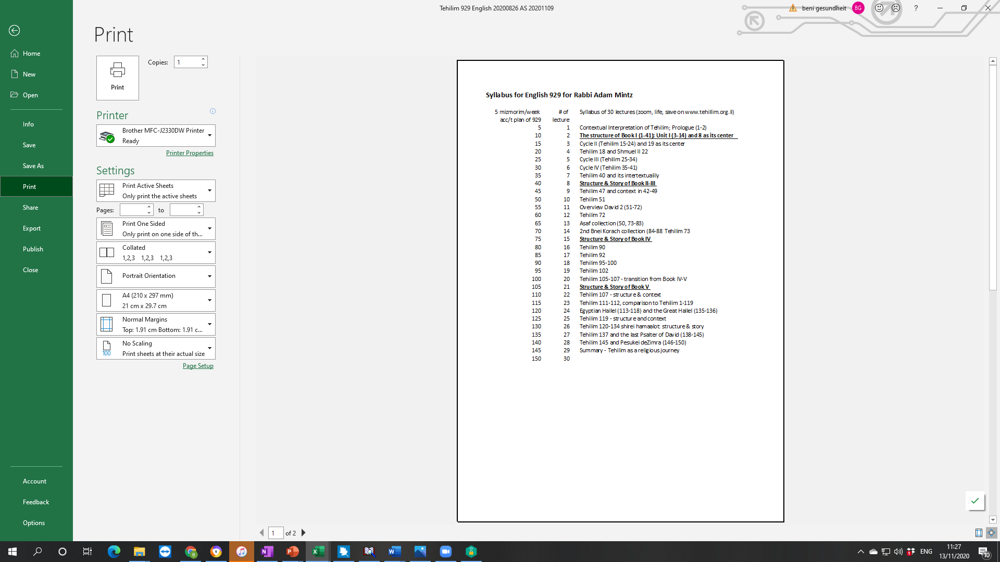 Tehilim 929 English 20200826 AS 20201109
beni gesundheit
BG
?
Print
Home
New
Open
Info
Save
Save As
Print
Share
Export
Publish
Close
Account
Feedback
Options
Print
Copies:
1
Printer
Brother MFC-J2330DW Printer
Ready
Printer Properties
Settings
Print Active Sheets
Only print the active sheets
Pages: to
Print One Sided
Only print on one side of th...
Collated
1,2,3 1,2,3 1,2,3
Portrait Orientation
A4 (210 x 297 mm)
21 cm x 29.7 cm
Normal Margins
Top: 1.91 cm Bottom: 1.91 c...
No Scaling
Print sheets at their actual size
100
Page Setup
Syllabus for English 929 for Rabbi Adam Mintz
5 mizmorim/week # of Syllabus of 30 lectures (zoom, life, save on www.tehillim.org.il)
acc/t plan of 929 lecture
5 1 Contextual Interpretation of Tehilim; Prologue (1-2)
10 2 The structure of Book I (1-41); Unit I (3-14) and 8 as its center
15 3 Cycle II (Tehilim 15-24) and 19 as its center
20 4 Tehilim 18 and Shmuel II 22
25 5 Cycle III (Tehilim 25-34)
30 6 Cycle IV (Tehilim 35-41)
35 7 Tehilim 40 and its intertextualily
40 8 Structure & Story of Book II-III
45 9 Tehilim 47 and context in 42-49
50 10 Tehilim 51
55 11 Overview David 2 (51-72)
60 12 Tehilim 72
65 13 Asaf collection (50, 73-83)
70 14 2nd Bnei Korach collection (84-88 Tehilim 73
75 15 Structure & Story of Book IV
80 16 Tehilim 90
85 17 Tehilim 92
90 18 Tehilim 95-100
95 19 Tehilim 102
100 20 Tehilim 105-107 - transition from Book IV-V
105 21 Structure & Story of Book V
110 22 Tehilim 107 - structure & context
115 23 Tehilim 111-112, comparison to Tehilim 1-119
120 24 Egyptian Hallel (113-118) and the Great Hallel (135-136)
125 25 Tehilim 119 - structure and context
130 26 Tehilim 120-134 shirei hamaalot: structure & story
135 27 Tehilim 137 and the last Psalter of David (138-145)
140 28 Tehilim 145 and Pesukei deZimra (146-150)
145 29 Summary - Tehilim as a religious journey
150 30
1 of 2
ENG
11:27
13/11/2020
10